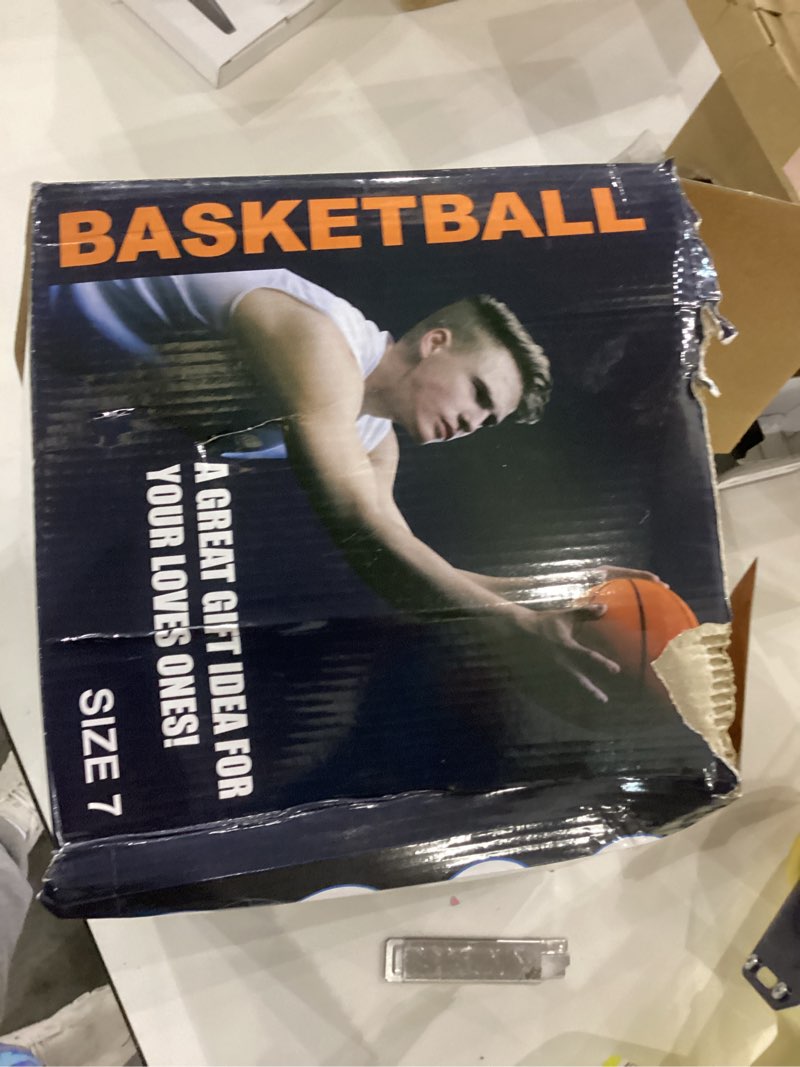 BASKETBALL
A GREAT GIFT IDEA FOR
YOUR LOVES ONES!
SIZE 7